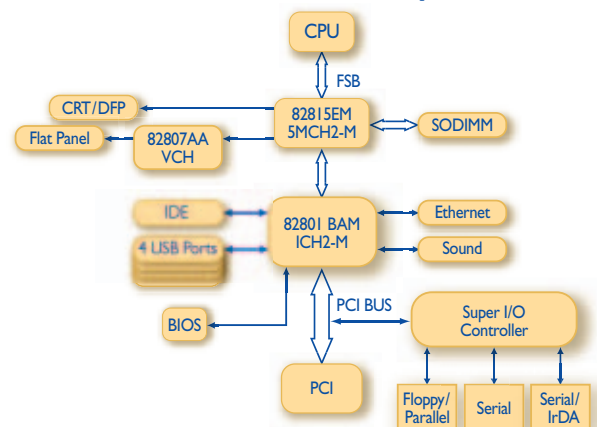 CPU
FSB
CRT/DFP
82815EM
5MCH2-M
SODIMM
Flat Panel
82807AA
VCH
IDE
82801 BAM
ICH2-M
Ethernet
4 USB Ports
Sound
BIOS
PCI BUS
Super I/O
Controller
PCI
Floppy/
Parallel
Serial
Serial/
IrDA